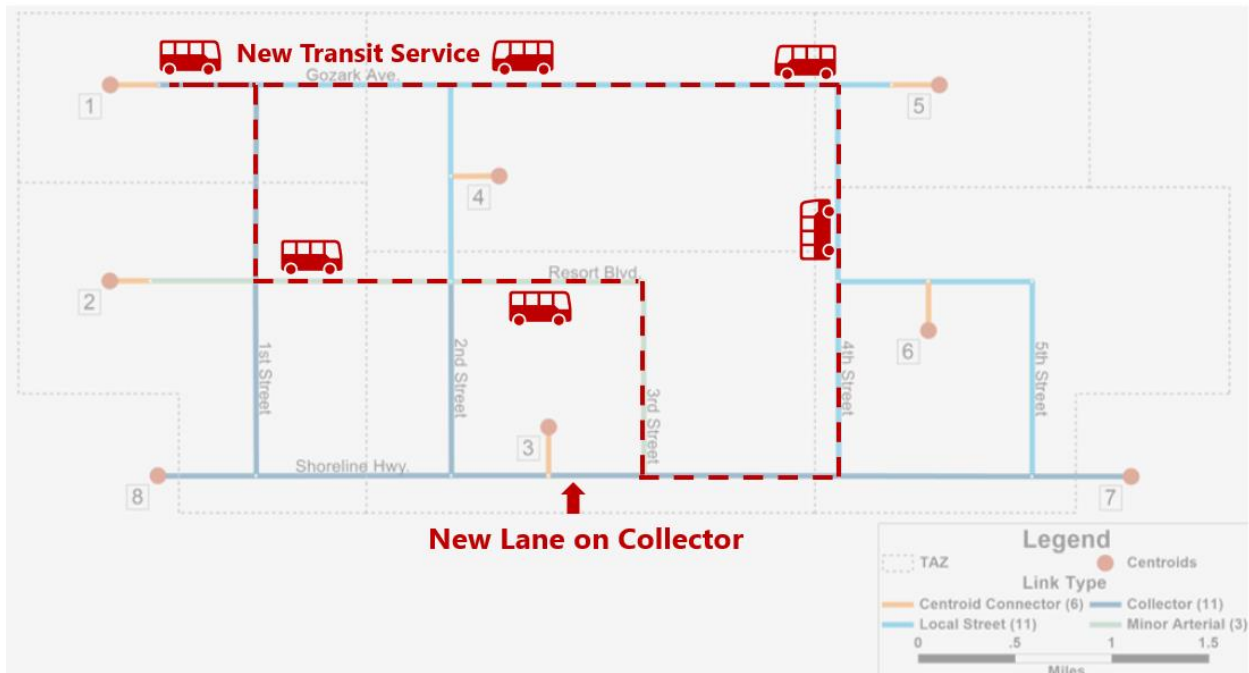 New Transit Service
Gozark Ave.
1
5
4
Resort Blvd.
2
1st Street
2nd Street
3rd Street
4th Street
5th Street
6
3
Shoreline Hwy.
8
7
New Lane on Collector
Legend
TAZ
Centroids
Link Type
Centroid Connector (6)
Collector (11)
Local Street (11)
Minor Arterial (3)
0 .5 1 1.5
Miles